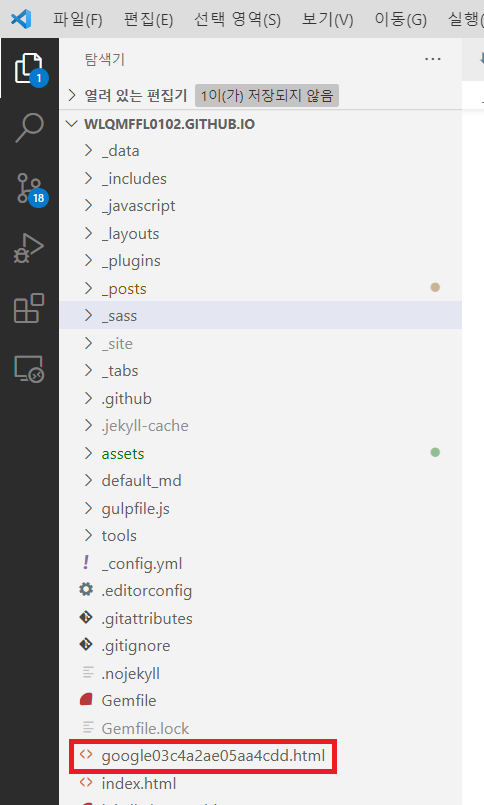 파일(F) 편집(E) 선택 영역(S) 보기(V) 이동(G) 실행(
탐색기 ···
열려 있는 편집기 1이(가) 저장되지 않음
WLQMFFL0102.GITHUB.IO
_data
_includes
_javascript
_layouts
_plugins
_posts
_sass
_site
_tabs
.github
.jekyll-cache
assets
default_md
gulpfile.js
tools
! _config.yml
.editorconfig
.gitattributes
.gitignore
.nojekyll
Gemfile
Gemfile.lock
<> google03c4a2ae05aa4cdd.html
<> index.html
1
18